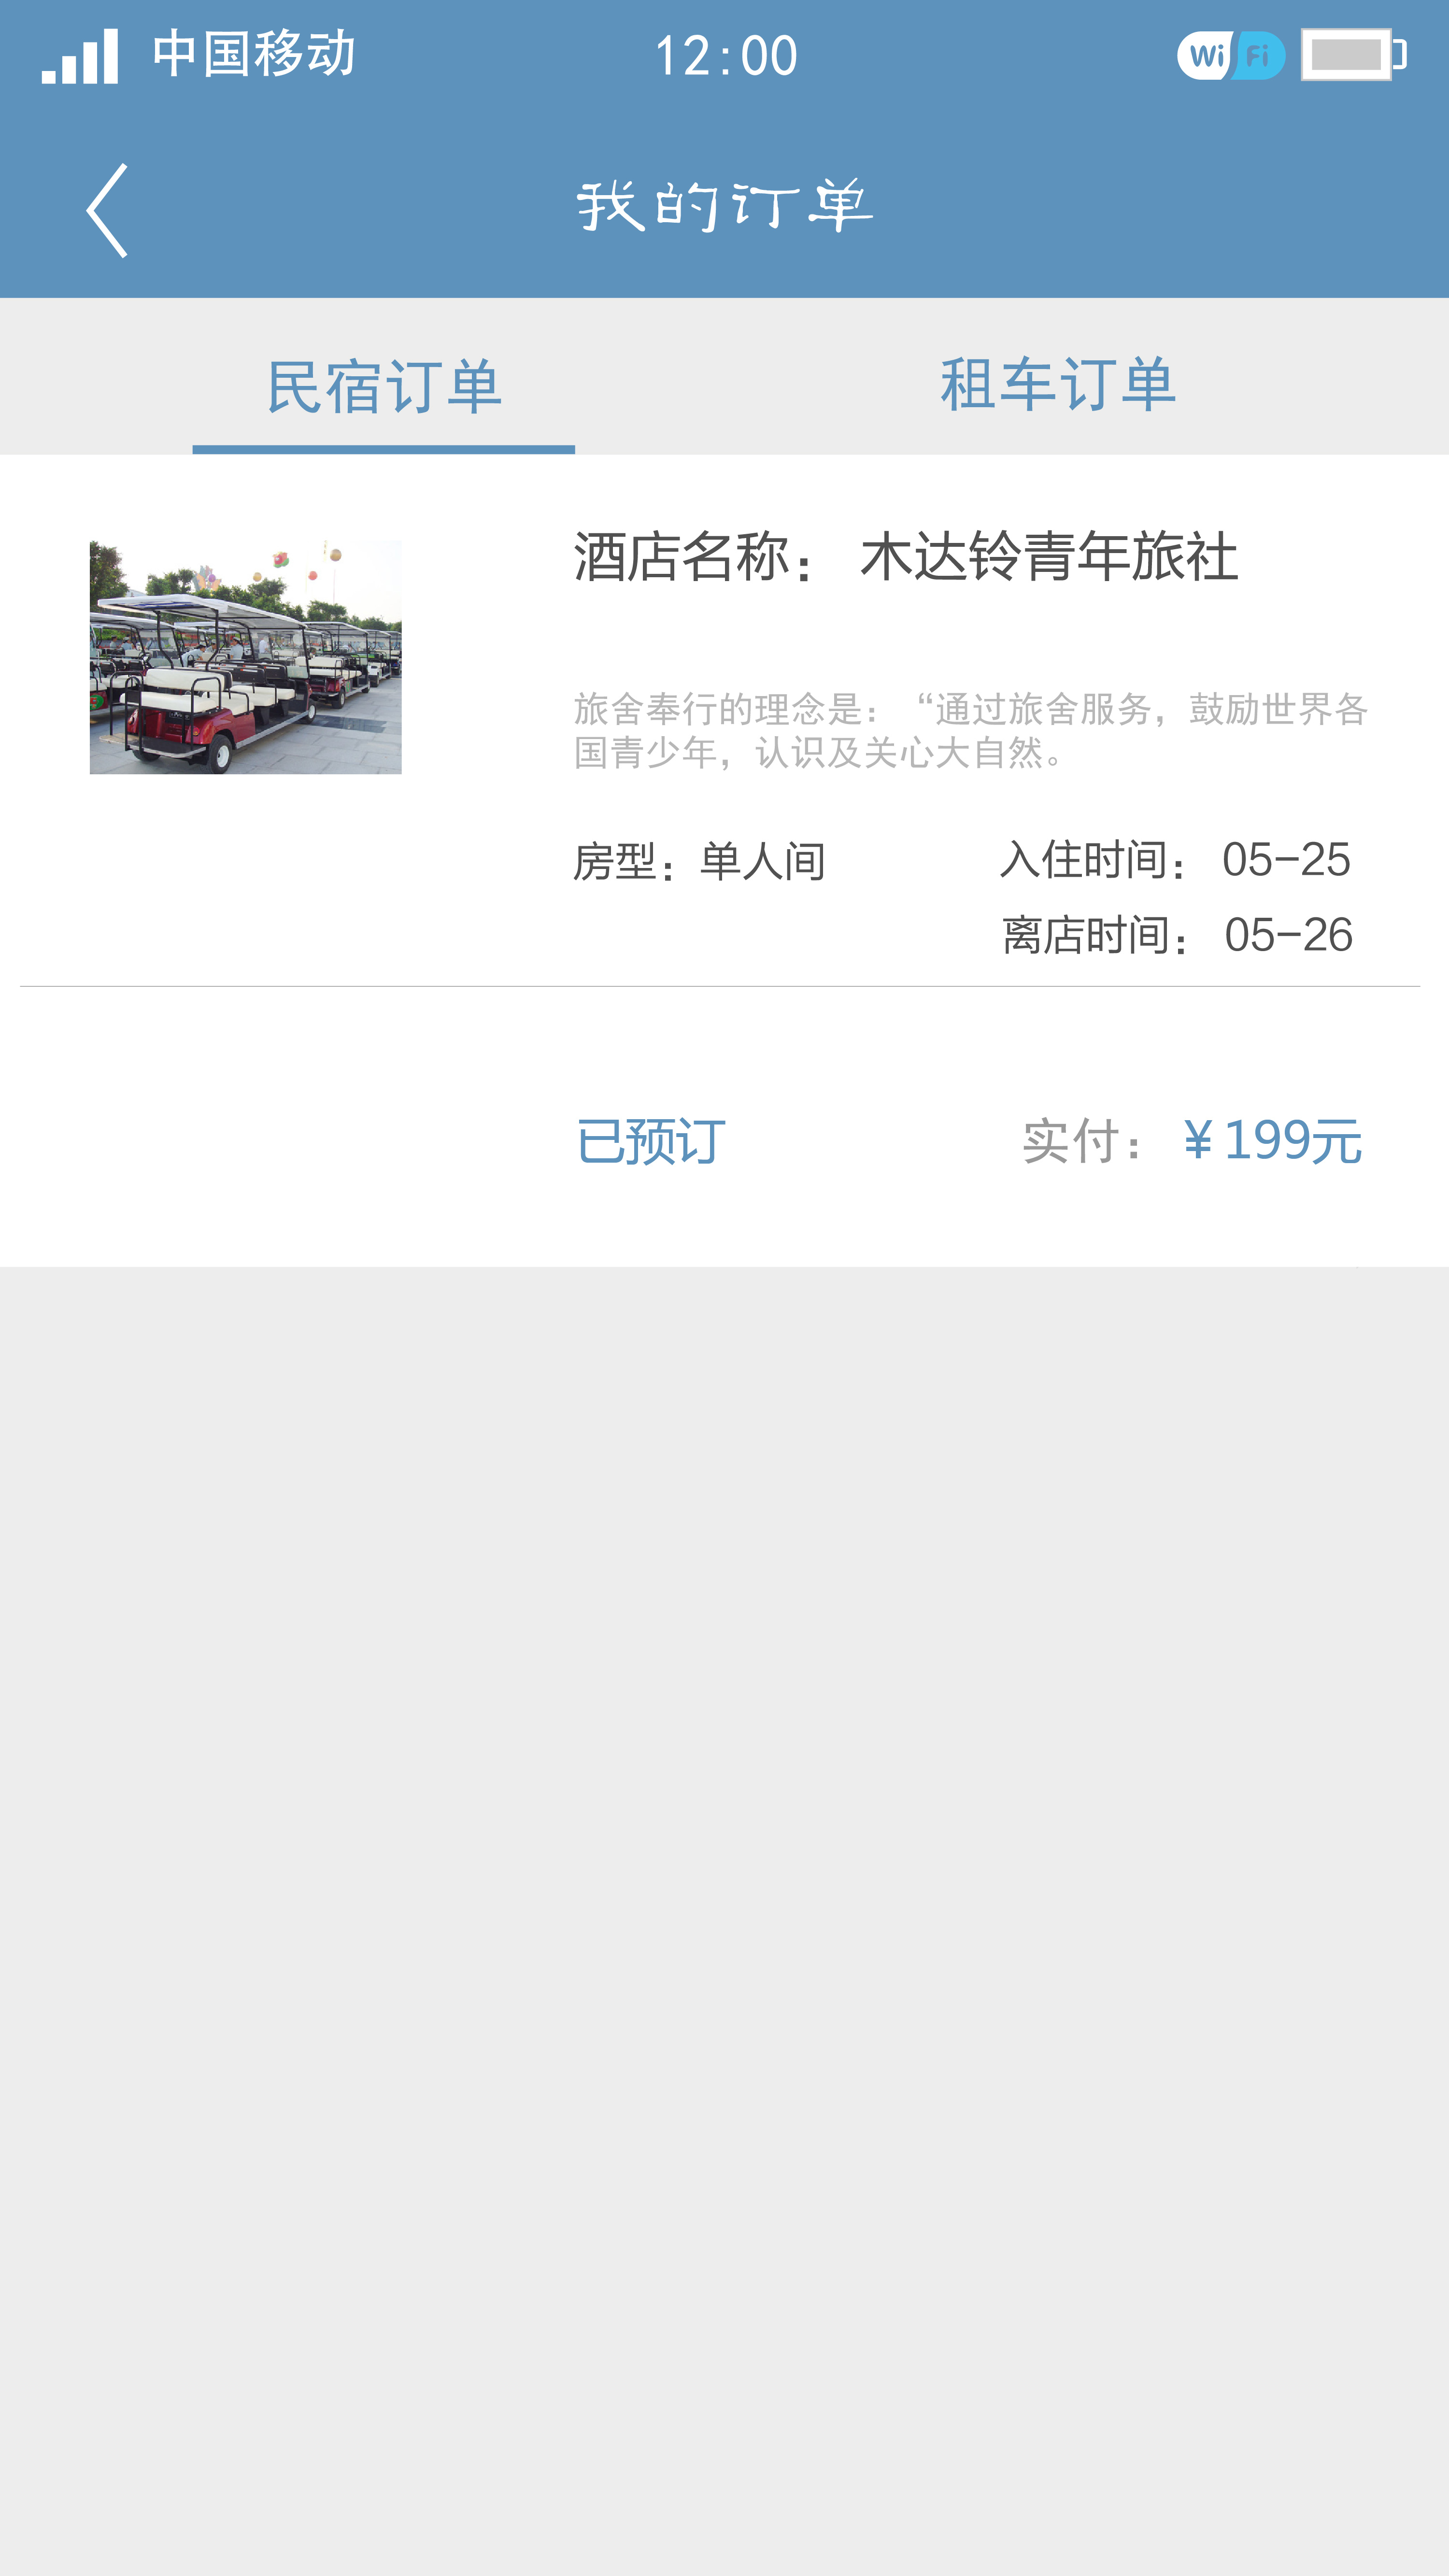 中国移动 12:00 WiFi
我的订单
民宿订单 租车订单
酒店名称： 木达铃青年旅社
旅舍奉行的理念是：“通过旅舍服务，鼓励世界各
国青少年，认识及关心大自然。
房型：单人间 入住时间： 05-25
离店时间： 05-26
已预订 实付： ¥199元